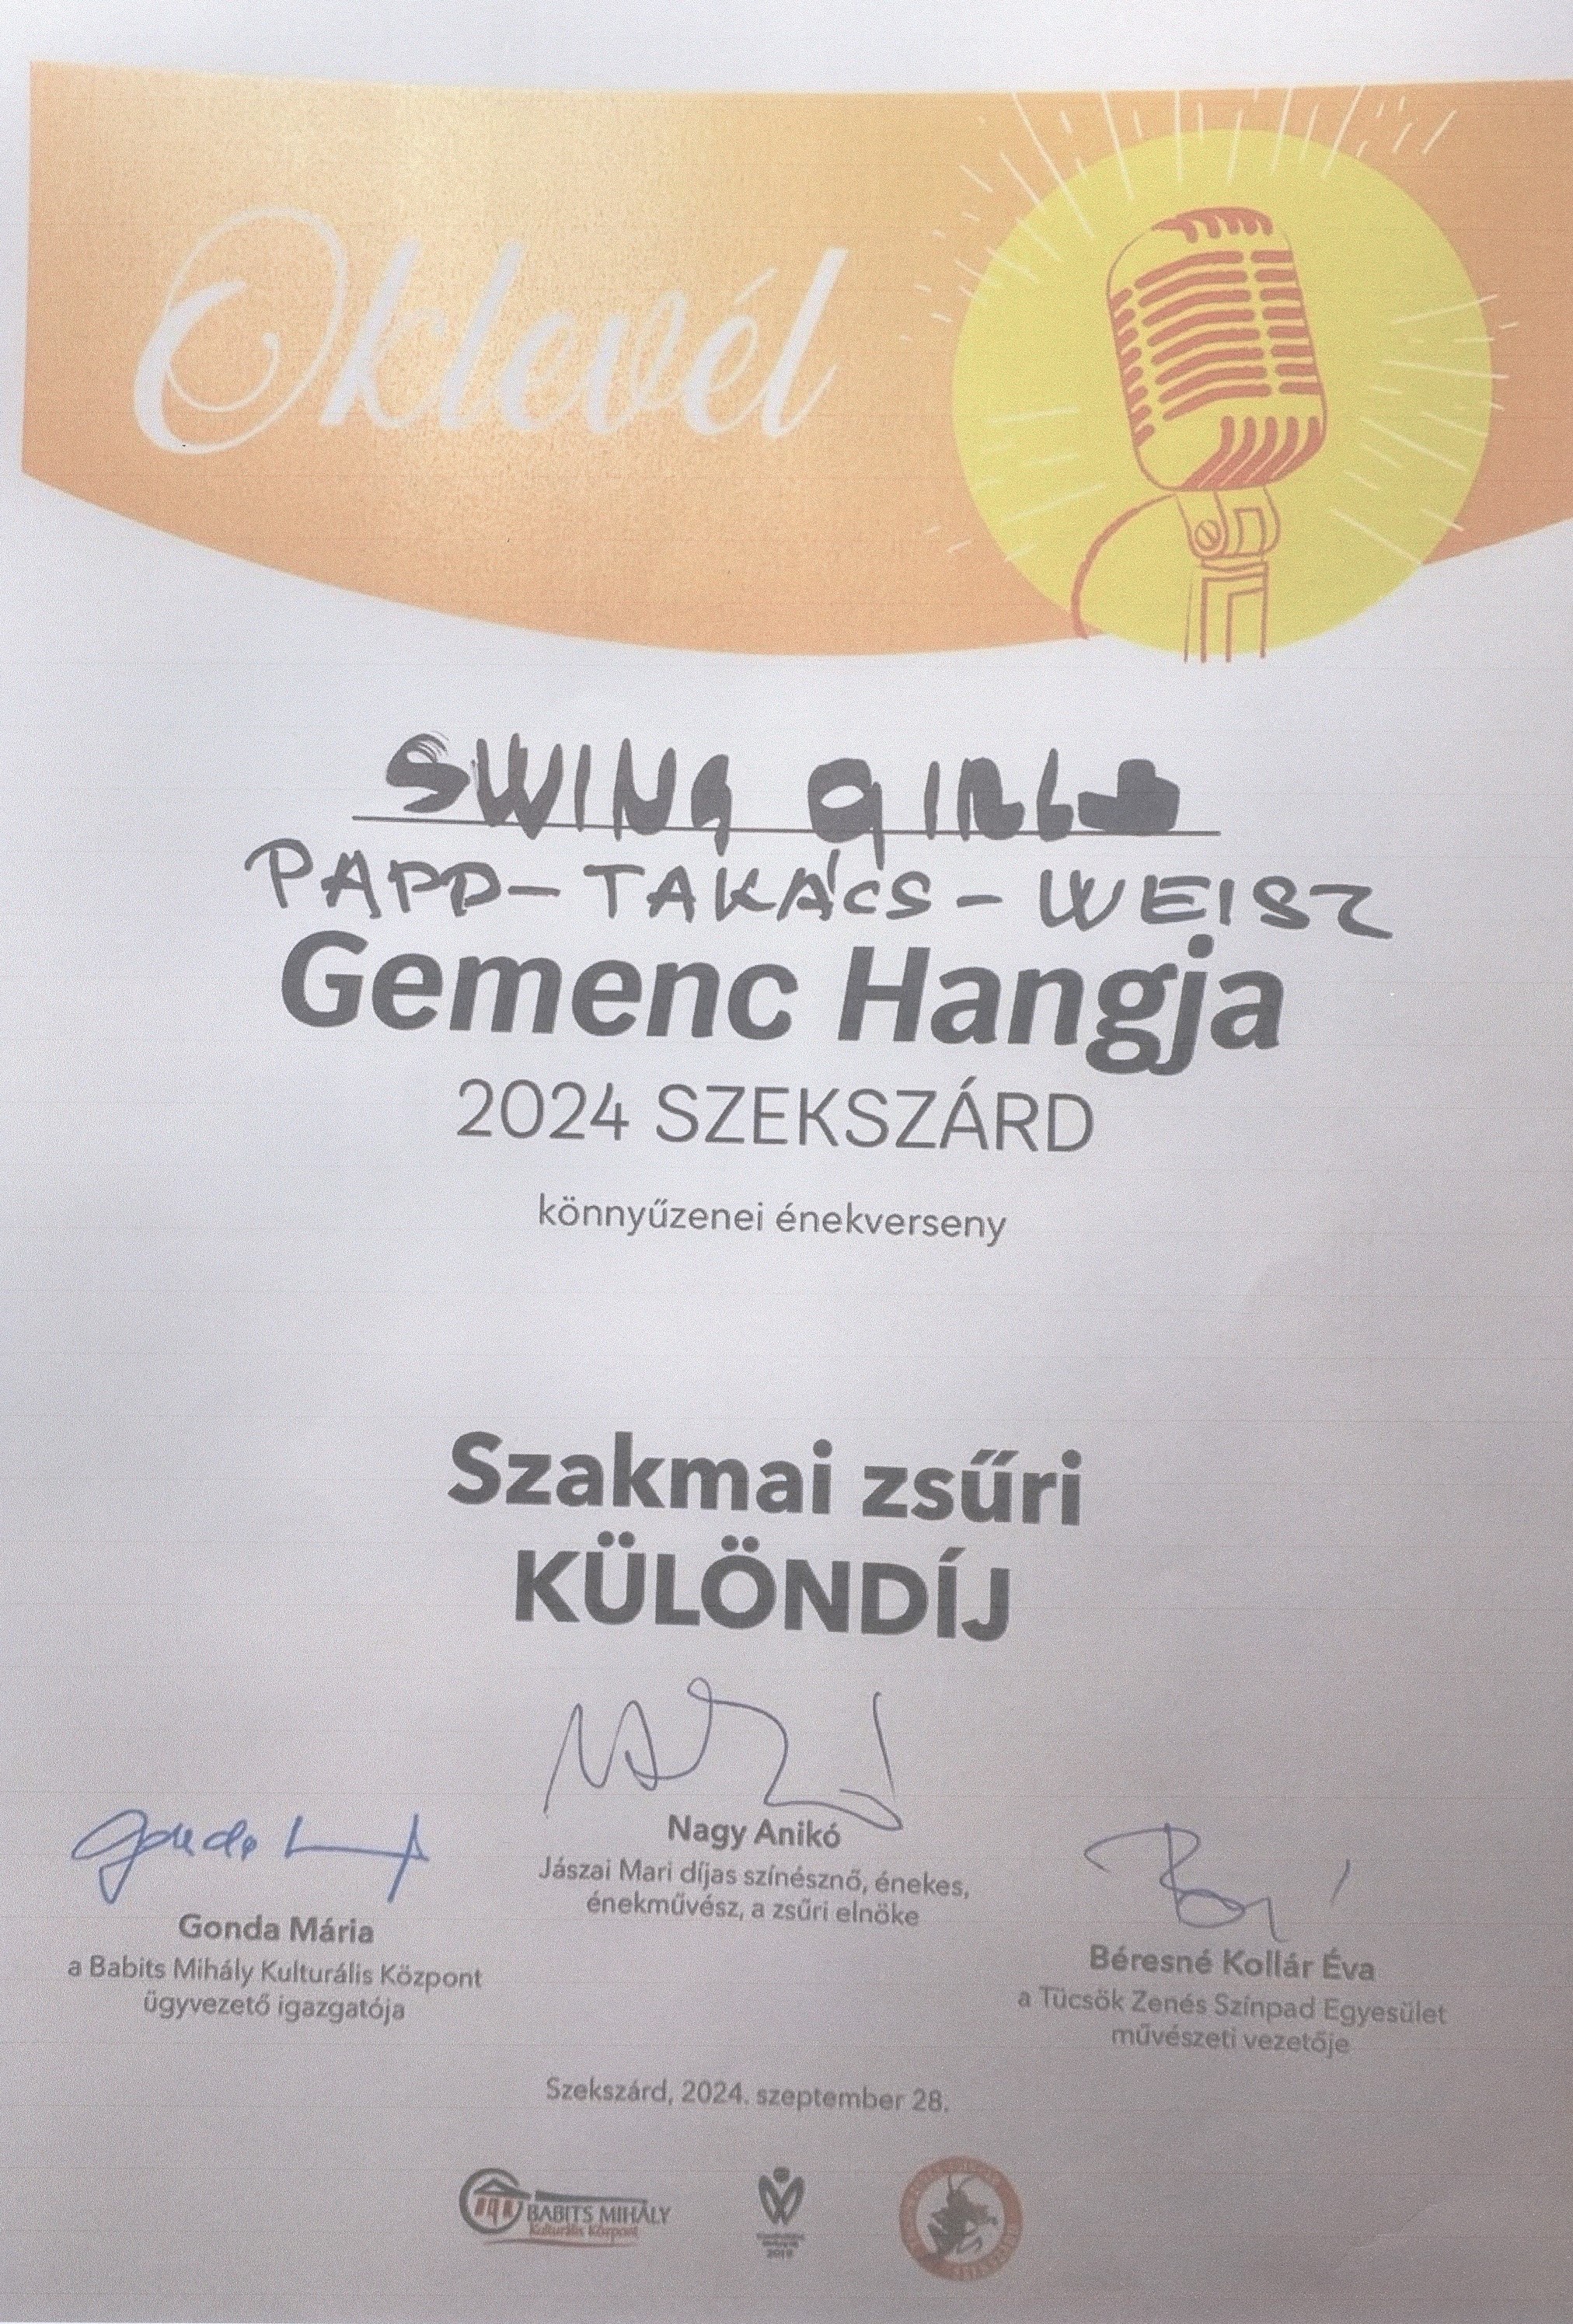 Oklevél
SWING GIRLS
PAPP-TAKÁCS-WEISZ
Gemenc Hangja
2024 SZEKSZÁRD
könnyűzenei énekverseny
Szakmai zsűri
KÜLÖNDÍJ
Nagy Anikó
Jászai Mari díjas színésznő, énekes,
énekművész, a zsűri elnöke
Gonda Mária
a Babits Mihály Kulturális Központ
ügyvezető igazgatója
Béresné Kollár Éva
a Tücsök Zenés Színpad Egyesület
művészeti vezetője
Szekszárd, 2024. szeptember 28.
BABITS MIHÁLY
Kulturális Központ